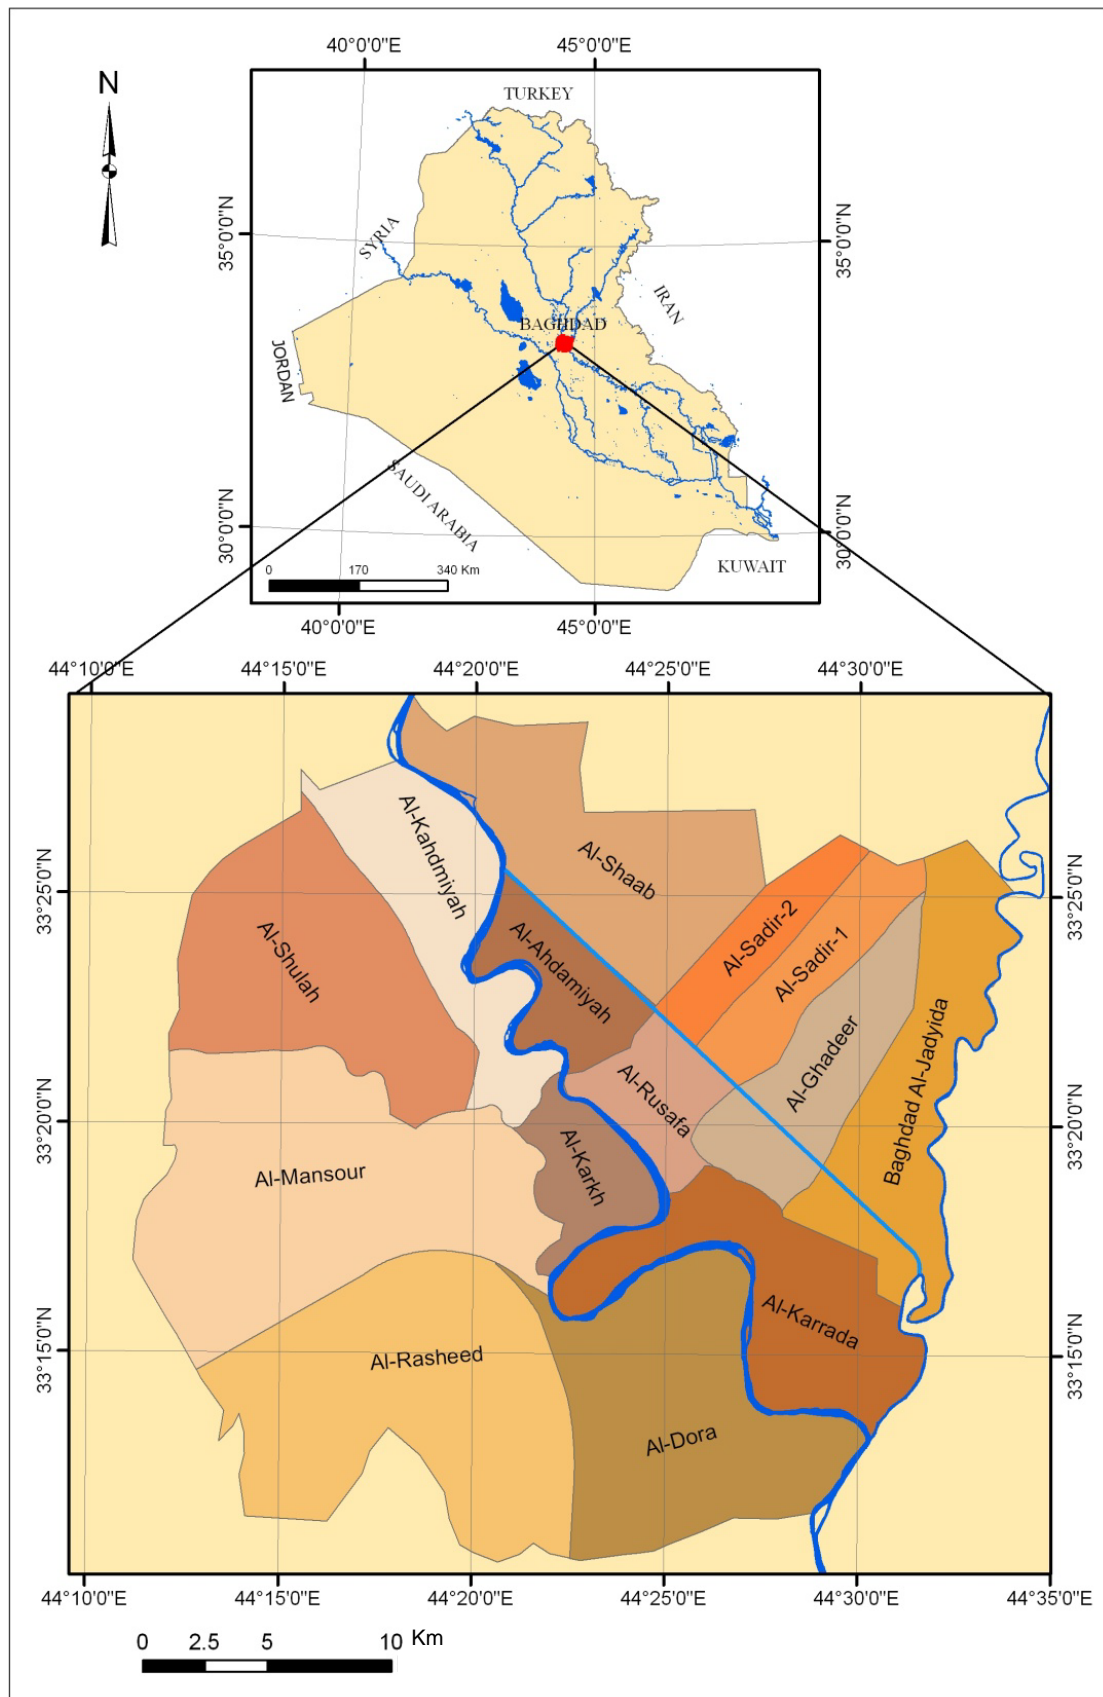 40°0'0"E 45°0'0"E
N
TURKEY
35°0'0"N
35°0'0"N
SYRIA
IRAN
BAGHDAD
JORDAN
SAUDI ARABIA
30°0'0"N
30°0'0"N
KUWAIT
0 170 340 Km
40°0'0"E 45°0'0"E
44°10'0"E 44°15'0"E 44°20'0"E 44°25'0"E 44°30'0"E
Al-Kahdmiyah
Al-Shaab
33°25'0"N
33°25'0"N
Al-Shulah
Al-Ahdamiyah
Al-Sadir-2
Al-Sadir-1
Al-Ghadeer
Baghdad Al-Jadyida
Al-Rusafa
33°20'0"N
33°20'0"N
Al-Mansour
Al-Karkh
Al-Karrada
33°15'0"N
33°15'0"N
Al-Rasheed
Al-Dora
44°10'0"E 44°15'0"E 44°20'0"E 44°25'0"E 44°30'0"E 44°35'0"E
0 2.5 5 10 Km